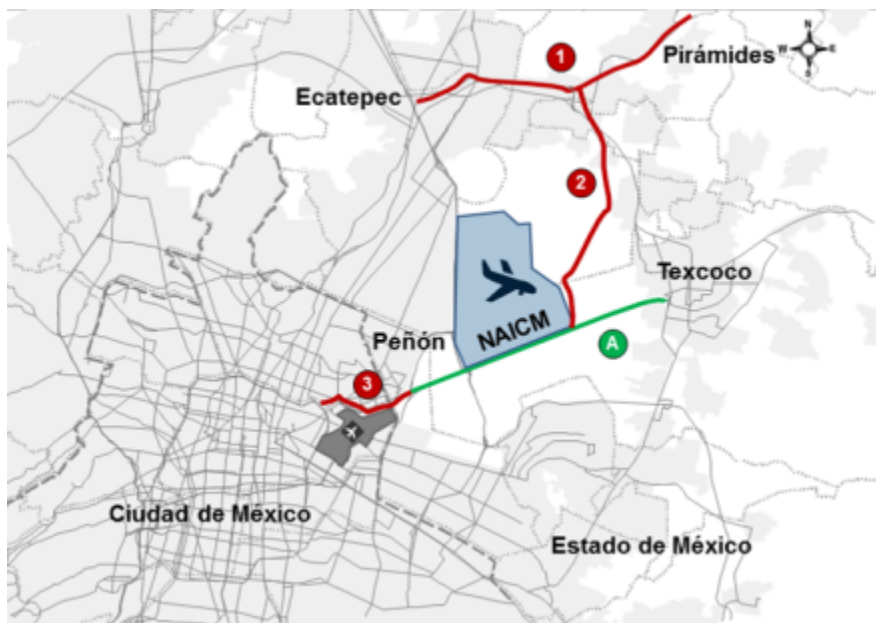 N
W E
S
1
Pirámides
Ecatepec
2
Texcoco
NAICM
Peñón
A
3
Ciudad de México
Estado de México